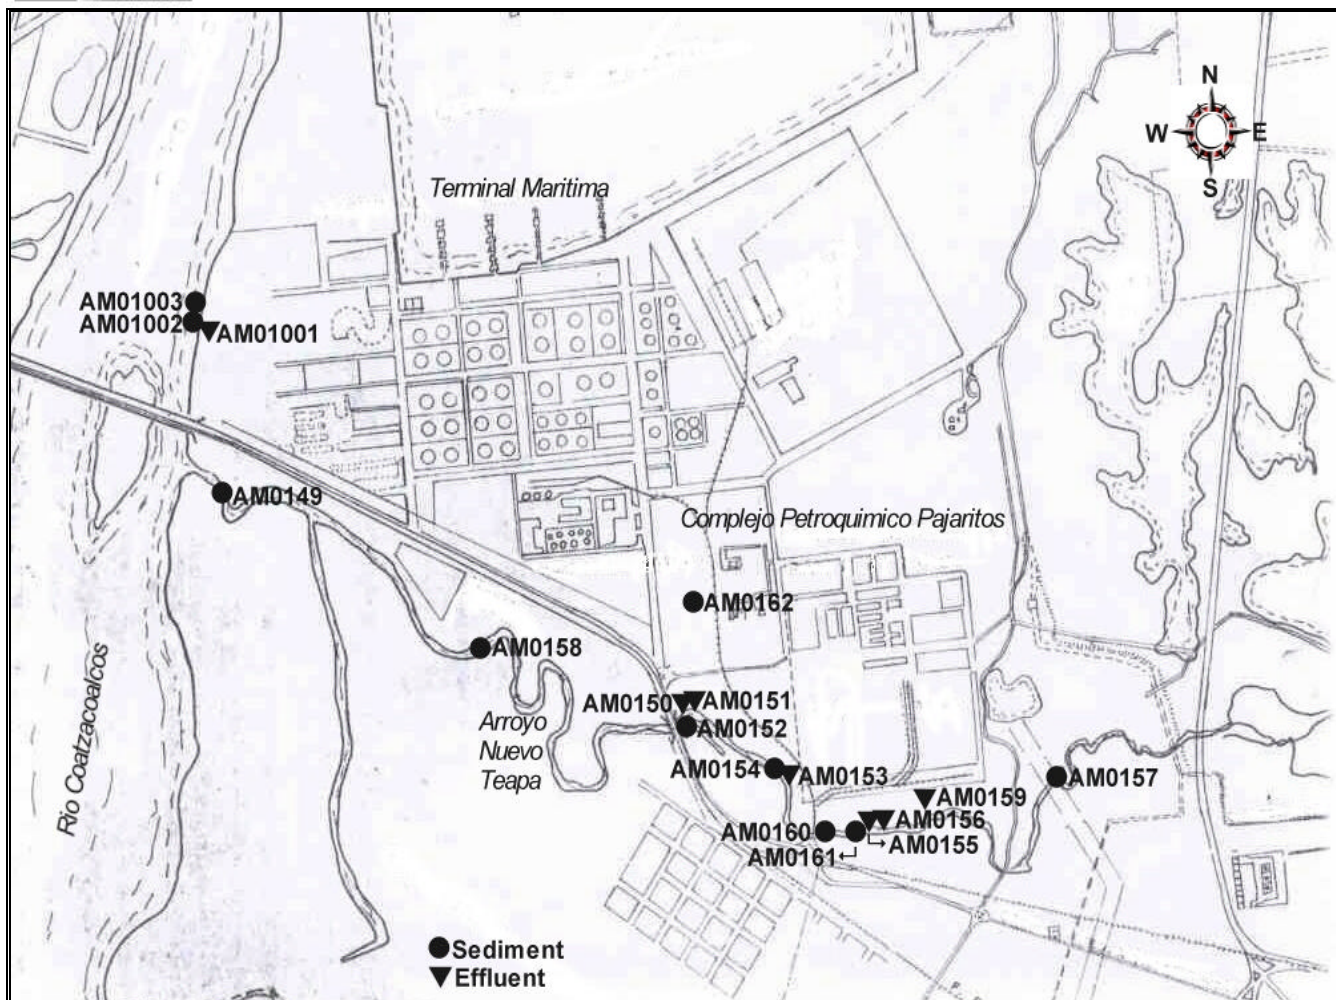 N
W E
S
Terminal Maritima
AM01003
AM01002
AM01001
AM0149
Complejo Petroquimico Pajaritos
AM0162
AM0158
AM0150
AM0151
AM0152
Arroyo
Nuevo
Teapa
AM0154
AM0153
AM0157
AM0159
AM0156
AM0160
AM0155
AM0161
Rio Coatzacoalcos
Sediment
Effluent